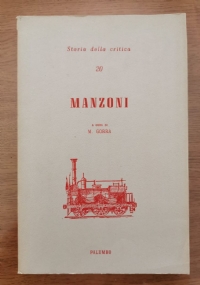 Storia della critica
20
MANZONI
a cura di
PALUMBO